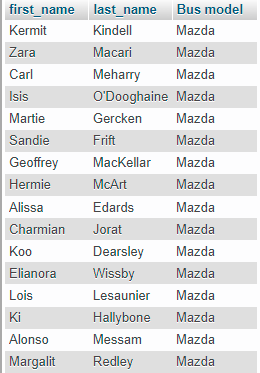 first_name last_name Bus model
Kermit Kindell Mazda
Zara Macari Mazda
Carl Meharry Mazda
Isis O'Dooghaine Mazda
Martie Gercken Mazda
Sandie Frift Mazda
Geoffrey MacKellar Mazda
Hermie McArt Mazda
Alissa Edards Mazda
Charmian Jorat Mazda
Koo Dearsley Mazda
Elianora Wissby Mazda
Lois Lesaunier Mazda
Ki Hallybone Mazda
Alonso Messam Mazda
Margalit Redley Mazda